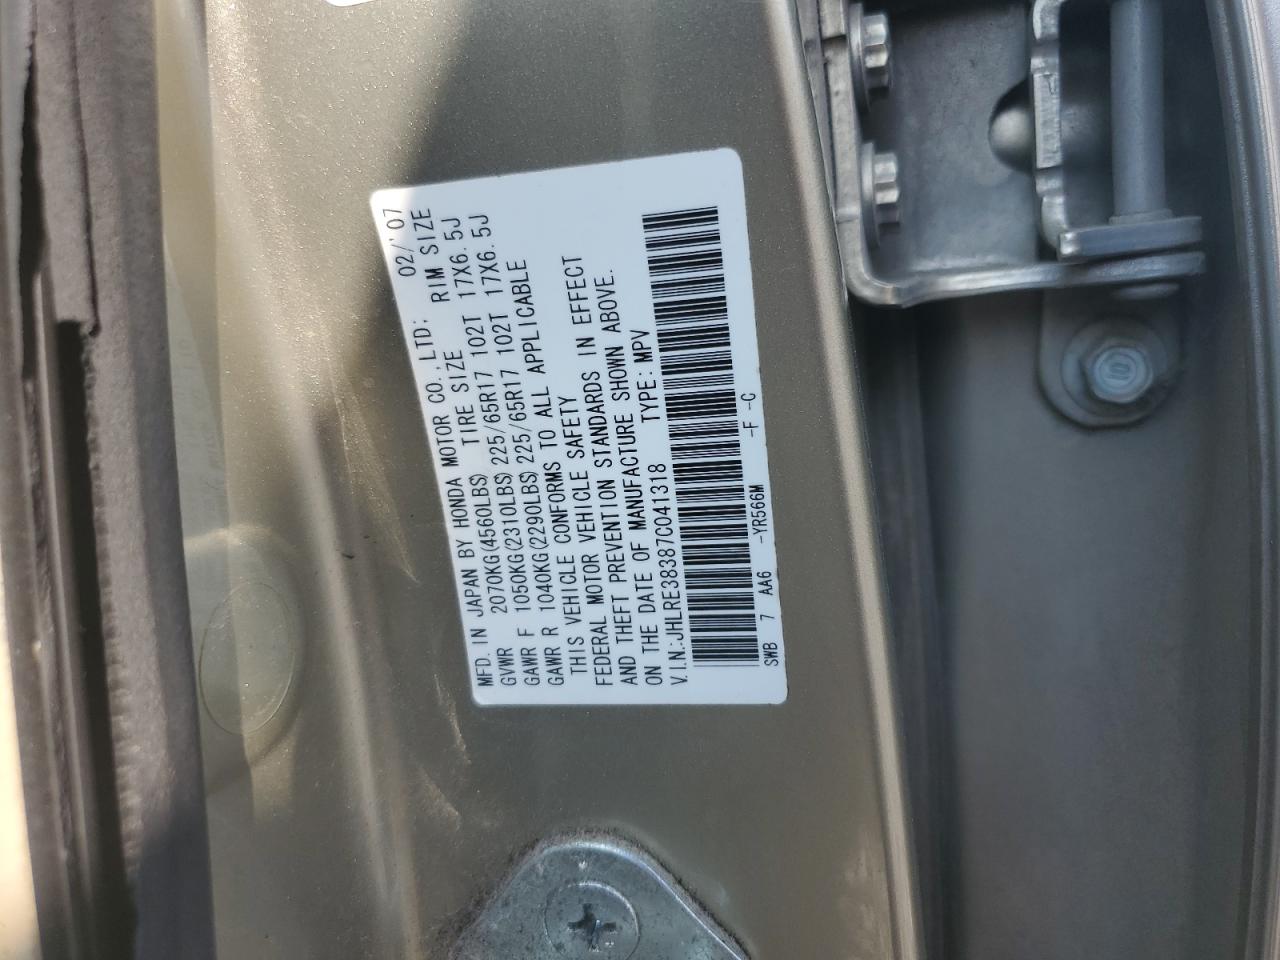 MFD. IN JAPAN BY HONDA MOTOR CO., LTD; 02/'07
GVWR 2070KG(4560LBS) TIRE SIZE RIM SIZE
GAWR F 1050KG(2310LBS) 225/65R17 102T 17X6.5J
GAWR R 1040KG(2290LBS) 225/65R17 102T 17X6.5J
THIS VEHICLE CONFORMS TO ALL APPLICABLE
FEDERAL MOTOR VEHICLE SAFETY
AND THEFT PREVENTION STANDARDS IN EFFECT
ON THE DATE OF MANUFACTURE SHOWN ABOVE.
V.I.N.:JHLRE38387C041318 TYPE:MPV
SWB 7 AA6 -YR566M -F -C